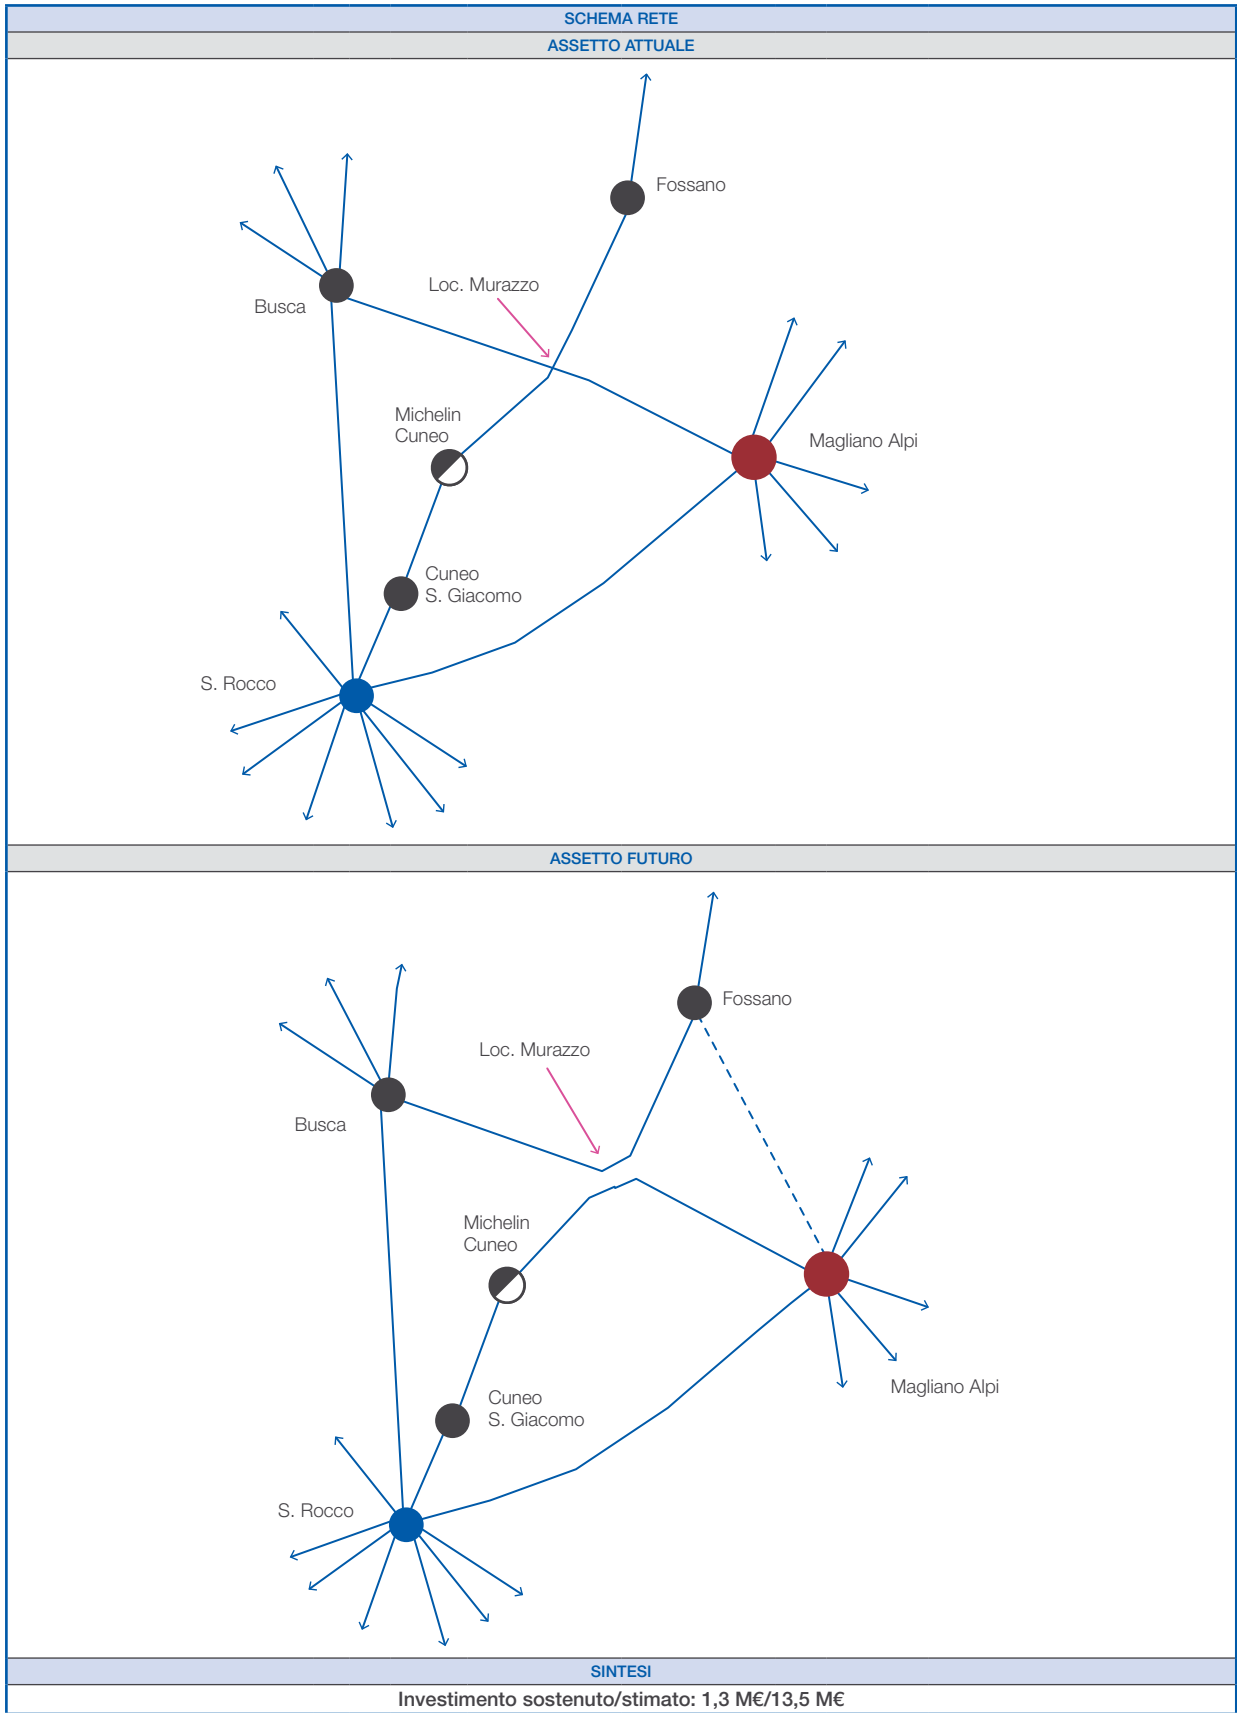 SCHEMA RETE
ASSETTO ATTUALE
Fossano
Loc. Murazzo
Busca
Michelin
Cuneo
Magliano Alpi
Cuneo
S. Giacomo
S. Rocco
ASSETTO FUTURO
Fossano
Loc. Murazzo
Busca
Michelin
Cuneo
Magliano Alpi
Cuneo
S. Giacomo
S. Rocco
SINTESI
Investimento sostenuto/stimato: 1,3 M€/13,5 M€